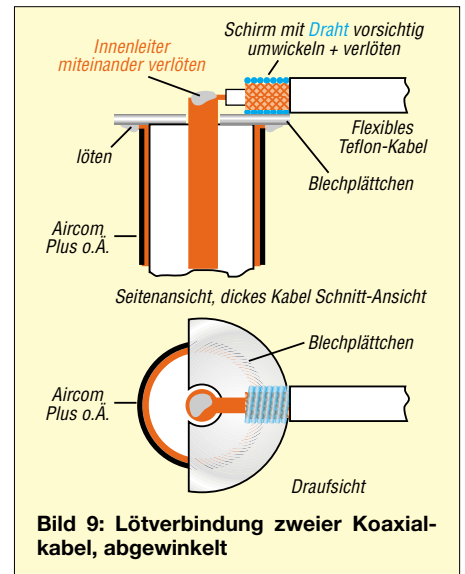 Schirm mit Draht vorsichtig
umwickeln + verlöten
Innenleiter
miteinander verlöten
Flexibles
Teflon-Kabel
löten
Blechplättchen
Aircom
Plus o.Ä.
Seitenansicht, dickes Kabel Schnitt-Ansicht
Blechplättchen
Aircom
Plus o.Ä.
Draufsicht
Bild 9: Lötverbindung zweier Koaxial-
kabel, abgewinkelt